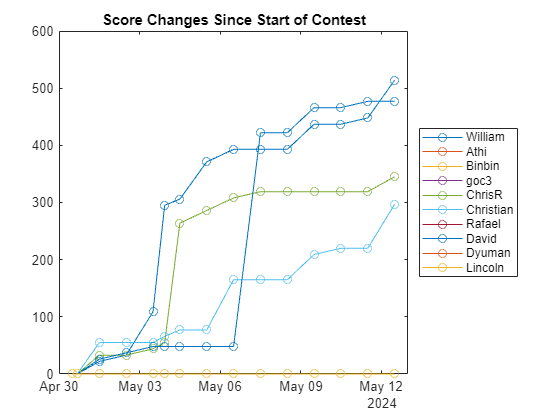 Score Changes Since Start of Contest
600
500
400
300
200
100
0
Apr 30
May 03
May 06
May 09
May 12
2024
William
Athi
Binbin
goc3
ChrisR
Christian
Rafael
David
Dyuman
Lincoln